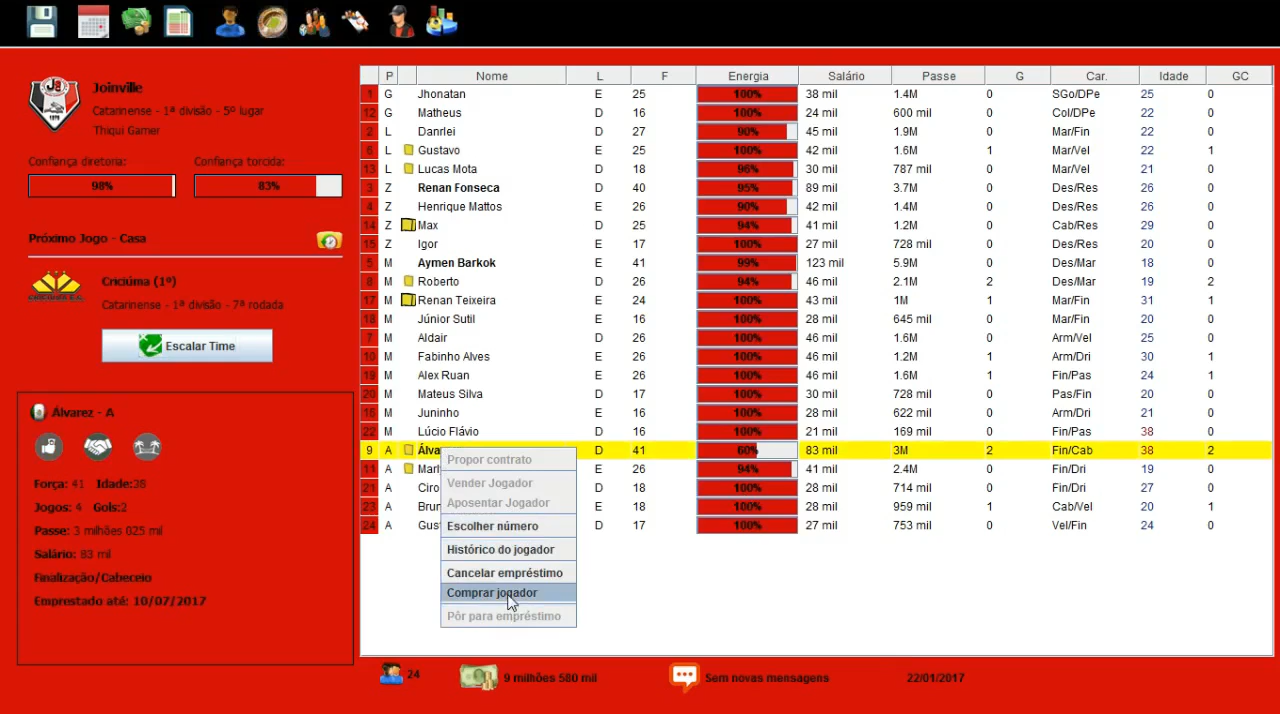 Joinville
Catarinense - 1ª divisão - 5º lugar
Thiqui Gamer
Confiança diretoria: Confiança torcida:
98% 83%
Próximo Jogo - Casa
Criciúma (1º)
Catarinense - 1ª divisão - 7ª rodada
Escalar Time
Álvarez - A
Força: 41 Idade:38
Jogos: 4 Gols:2
Passe: 3 milhões 025 mil
Salário: 83 mil
Finalização/Cabeceio
Emprestado até: 10/07/2017
P Nome L F Energia Salário Passe G Car. Idade GC
1 G Jhonatan E 25 100% 38 mil 1.4M 0 SGo/DPe 25 0
12 G Matheus D 16 100% 24 mil 600 mil 0 Col/DPe 22 0
2 L Danrlei D 27 90% 45 mil 1.9M 0 Mar/Fin 22 0
6 L Gustavo E 25 100% 42 mil 1.6M 1 Mar/Vel 22 1
13 L Lucas Mota D 18 96% 30 mil 787 mil 0 Mar/Vel 21 0
3 Z Renan Fonseca D 40 95% 89 mil 3.7M 0 Des/Res 26 0
4 Z Henrique Mattos E 26 90% 42 mil 1.4M 0 Des/Res 26 0
14 Z Max D 25 94% 41 mil 1.2M 0 Cab/Res 29 0
15 Z Igor E 17 100% 27 mil 728 mil 0 Des/Res 20 0
5 M Aymen Barkok E 41 99% 123 mil 5.9M 0 Des/Mar 18 0
8 M Roberto D 26 94% 46 mil 2.1M 2 Des/Mar 19 2
17 M Renan Teixeira E 24 100% 43 mil 1M 1 Mar/Fin 31 1
18 M Júnior Sutil E 16 100% 28 mil 645 mil 0 Mar/Fin 20 0
7 M Aldair D 26 100% 46 mil 1.6M 0 Arm/Vel 25 0
10 M Fabinho Alves E 26 100% 46 mil 1.2M 1 Arm/Dri 30 1
19 M Alex Ruan E 26 100% 46 mil 1.6M 1 Fin/Pas 24 1
20 M Mateus Silva D 17 100% 30 mil 728 mil 0 Pas/Fin 20 0
16 M Juninho E 16 100% 28 mil 622 mil 0 Arm/Dri 21 0
22 M Lúcio Flávio D 21 100% 21 mil 169 mil 0 Fin/Pas 38 0
9 A Álva D 41 60% 83 mil 3M 2 Fin/Cab 38 2
11 A Marl E 26 94% 41 mil 2.4M 0 Fin/Dri 19 0
21 A Ciro D 18 100% 28 mil 714 mil 0 Fin/Dri 27 0
23 A Brun E 18 100% 28 mil 959 mil 1 Cab/Vel 20 1
24 A Gus D 17 100% 27 mil 753 mil 0 Vel/Fin 24 0
Propor contrato
Vender Jogador
Aposentar Jogador
Escolher número
Histórico do jogador
Cancelar empréstimo
Comprar jogador
Pôr para empréstimo
24 9 milhões 580 mil Sem novas mensagens 22/01/2017